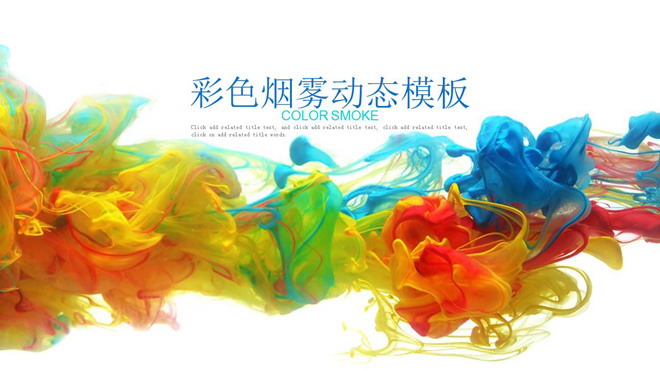 彩色烟雾动态模板
COLOR SMOKE
Click add related title text, and click add related title text, click add related title text,
click on add related title words.